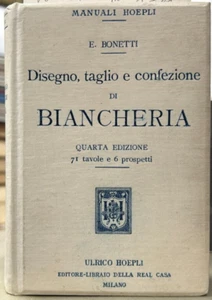 MANUALI HOEPLI
E. BONETTI
Disegno, taglio e confezione
DI
BIANCHERIA
QUARTA EDIZIONE
71 tavole e 6 prospetti
ULRICO HOEPLI
EDITORE-LIBRAIO DELLA REAL CASA
MILANO